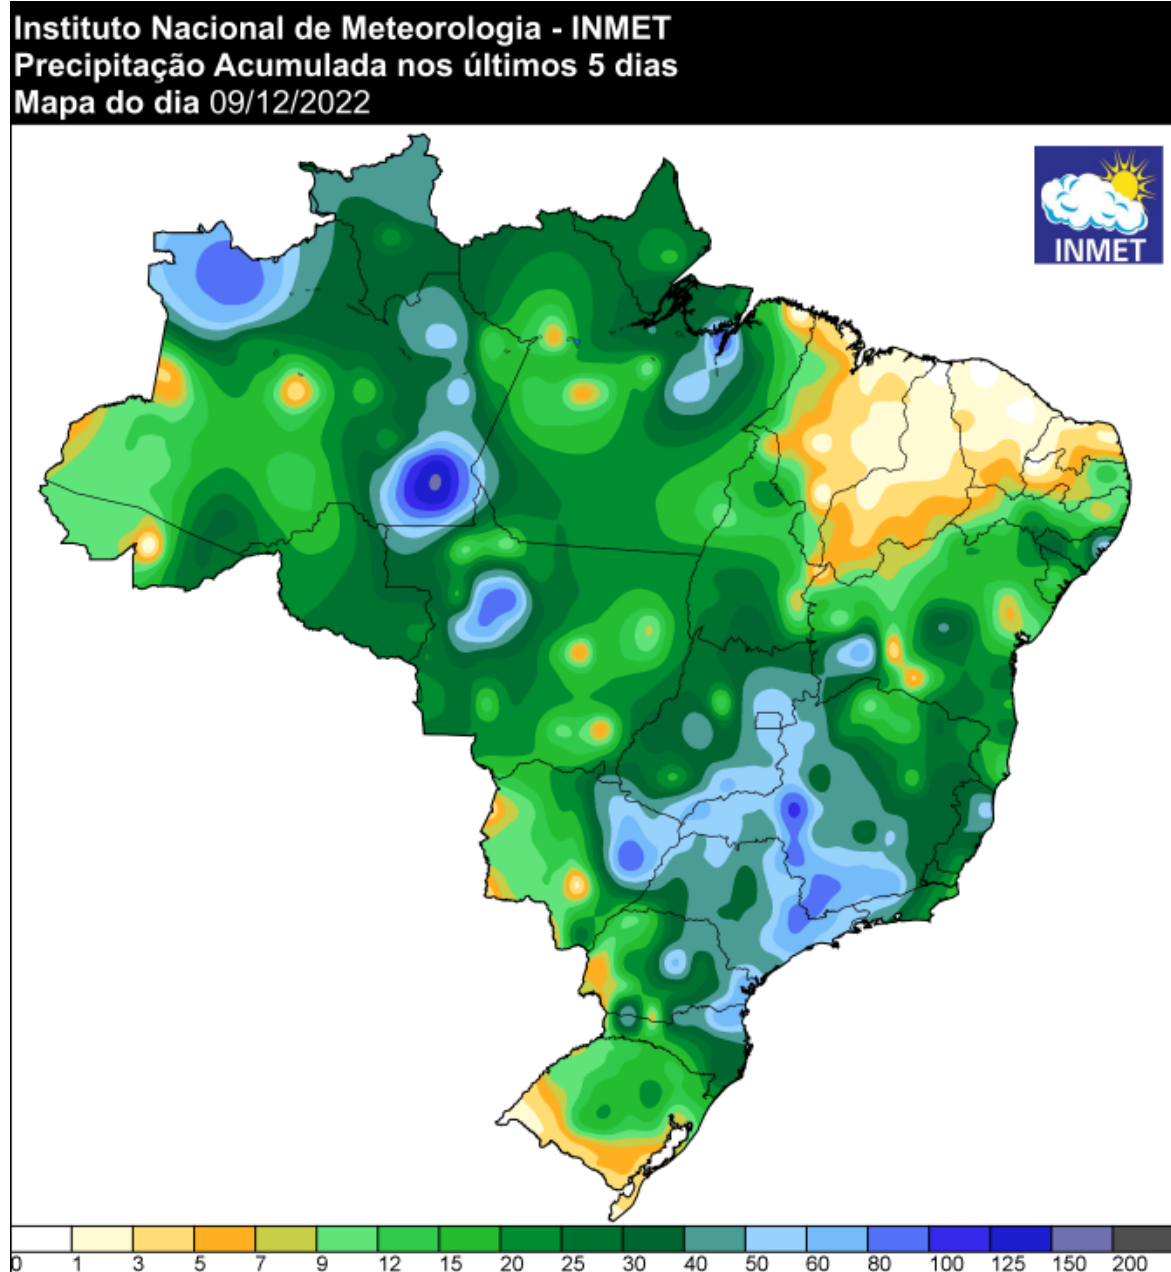 Instituto Nacional de Meteorologia - INMET
Precipitação Acumulada nos últimos 5 dias
Mapa do dia 09/12/2022
INMET
0 1 3 5 7 9 12 15 20 25 30 40 50 60 80 100 125 150 200